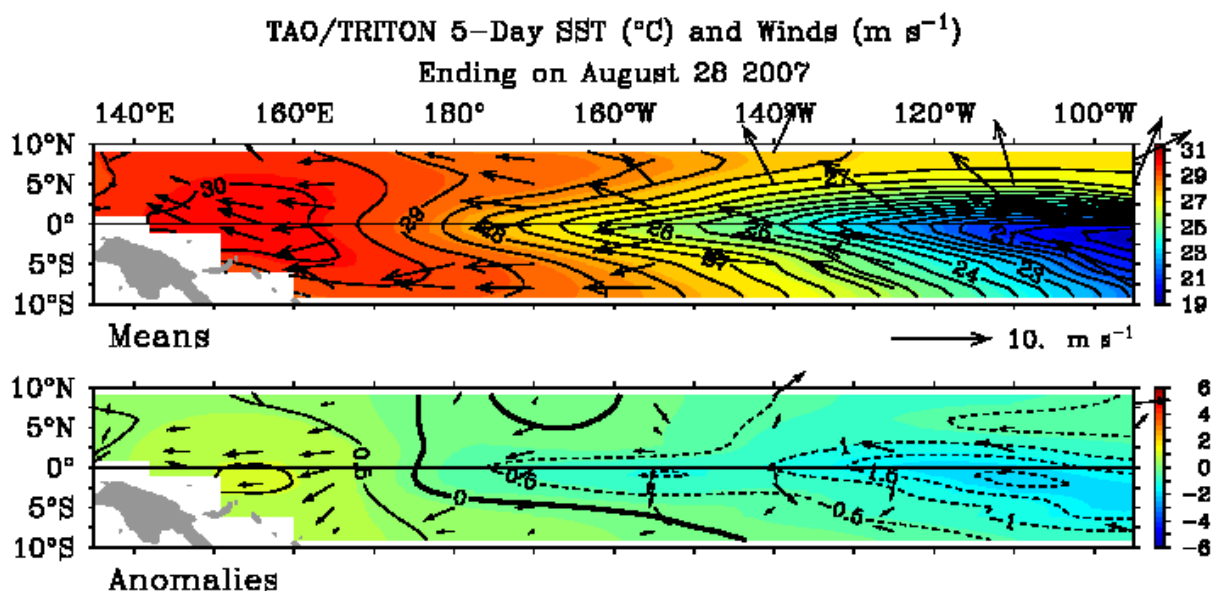 TAO/TRITON 5-Day SST (°C) and Winds (m s⁻¹)
Ending on August 28 2007
140°E 160°E 180° 160°W 140°W 120°W 100°W
10°N
5°N
0°
5°S
10°S
30
29
28
27
26
26
27
24
23
21
31
29
27
25
23
21
19
Means
10. m s⁻¹
10°N
5°N
0°
5°S
10°S
0.5
0
0.5
0.5
1
1.5
1
6
4
2
0
-2
-4
-6
Anomalies